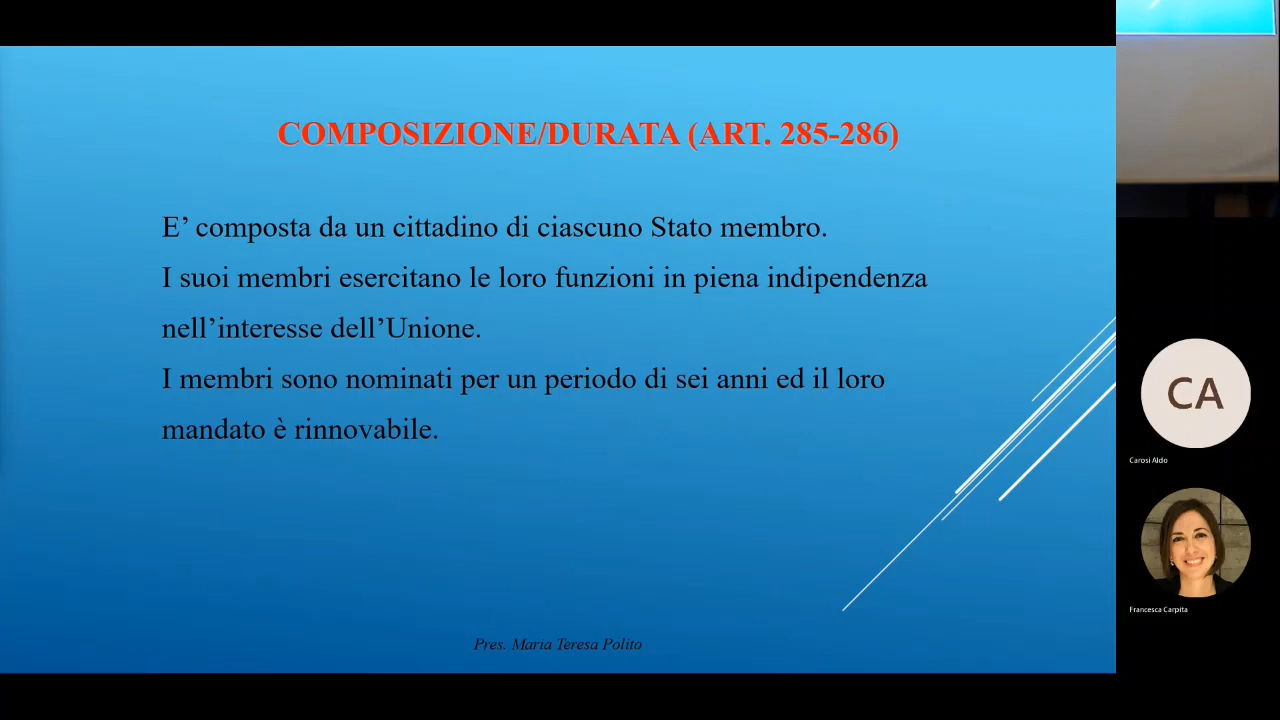 COMPOSIZIONE/DURATA (ART. 285-286)
E’ composta da un cittadino di ciascuno Stato membro.
I suoi membri esercitano le loro funzioni in piena indipendenza
nell’interesse dell’Unione.
I membri sono nominati per un periodo di sei anni ed il loro
mandato è rinnovabile.
Pres. Maria Teresa Polito
CA
Carosi Aldo
Francesca Carpita